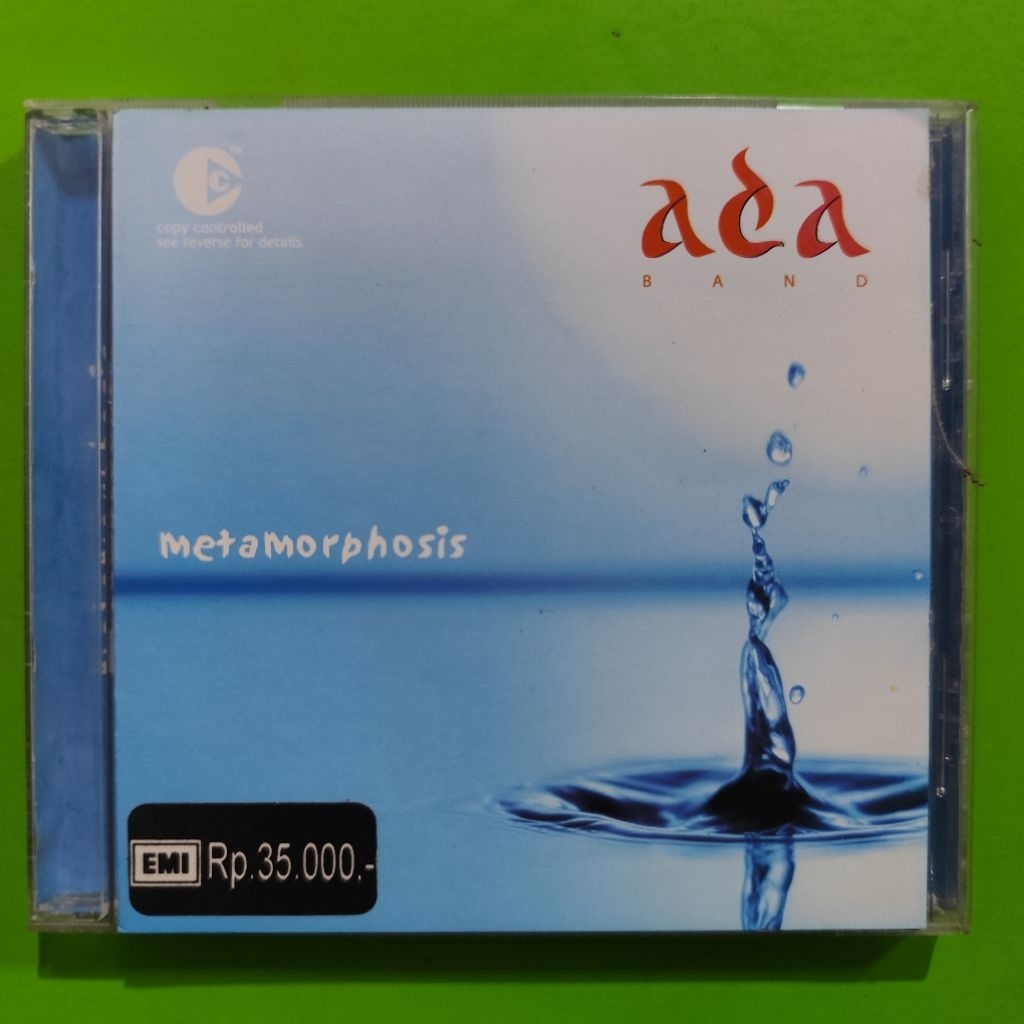 copy controlled
see reverse for details
ada
BAND
metamorphosis
EMI Rp.35.000,-